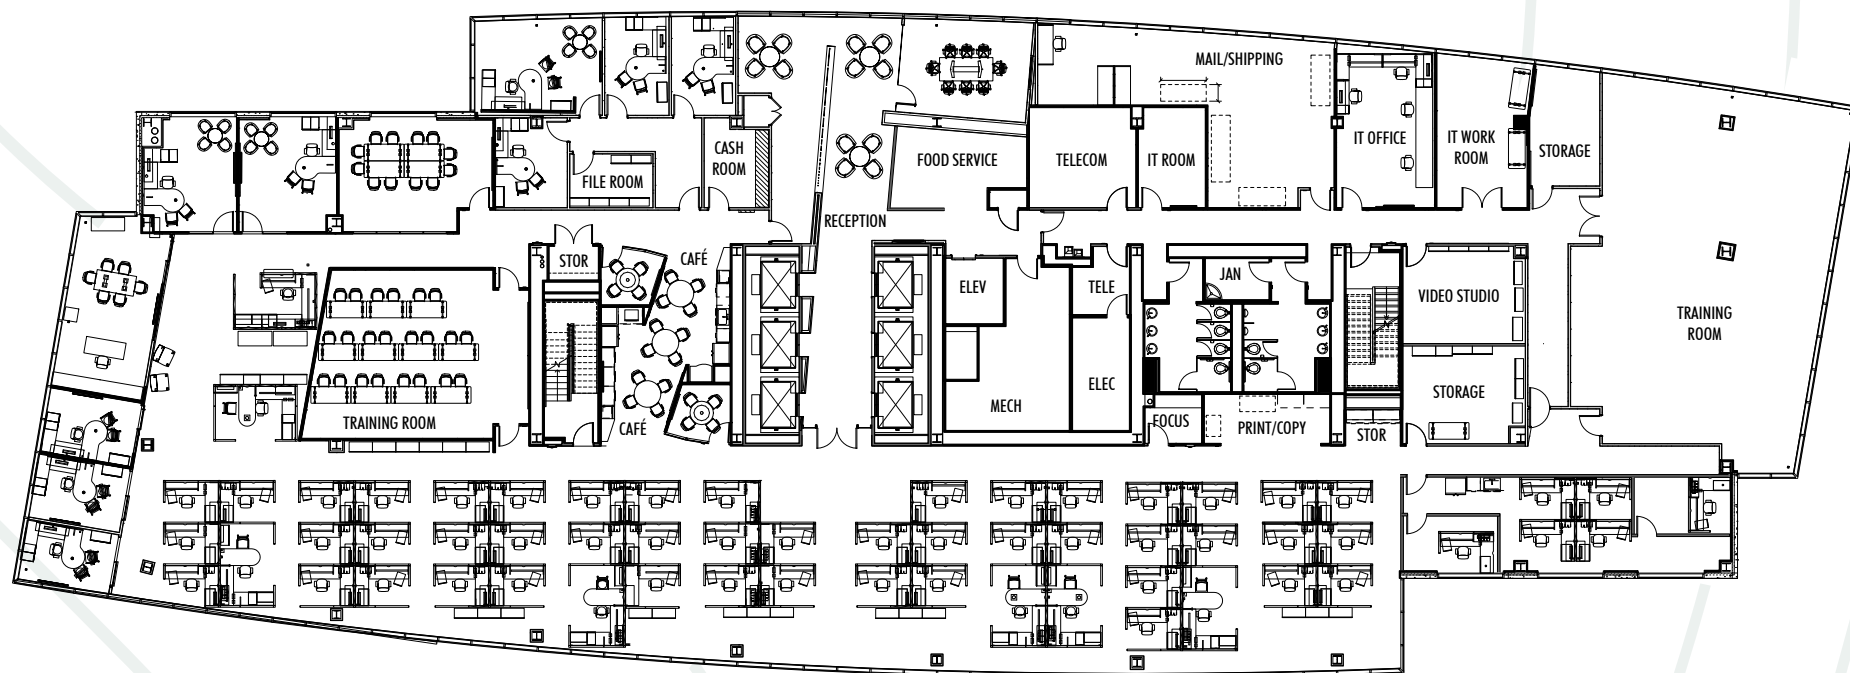 MAIL/SHIPPING
CASH
ROOM
FILE ROOM
FOOD SERVICE
TELECOM
IT ROOM
IT OFFICE
IT WORK
ROOM
STORAGE
RECEPTION
STOR
CAFÉ
ELEV
TELE
JAN
VIDEO STUDIO
TRAINING
ROOM
TRAINING ROOM
CAFÉ
MECH
ELEC
FOCUS
PRINT/COPY
STOR
STORAGE